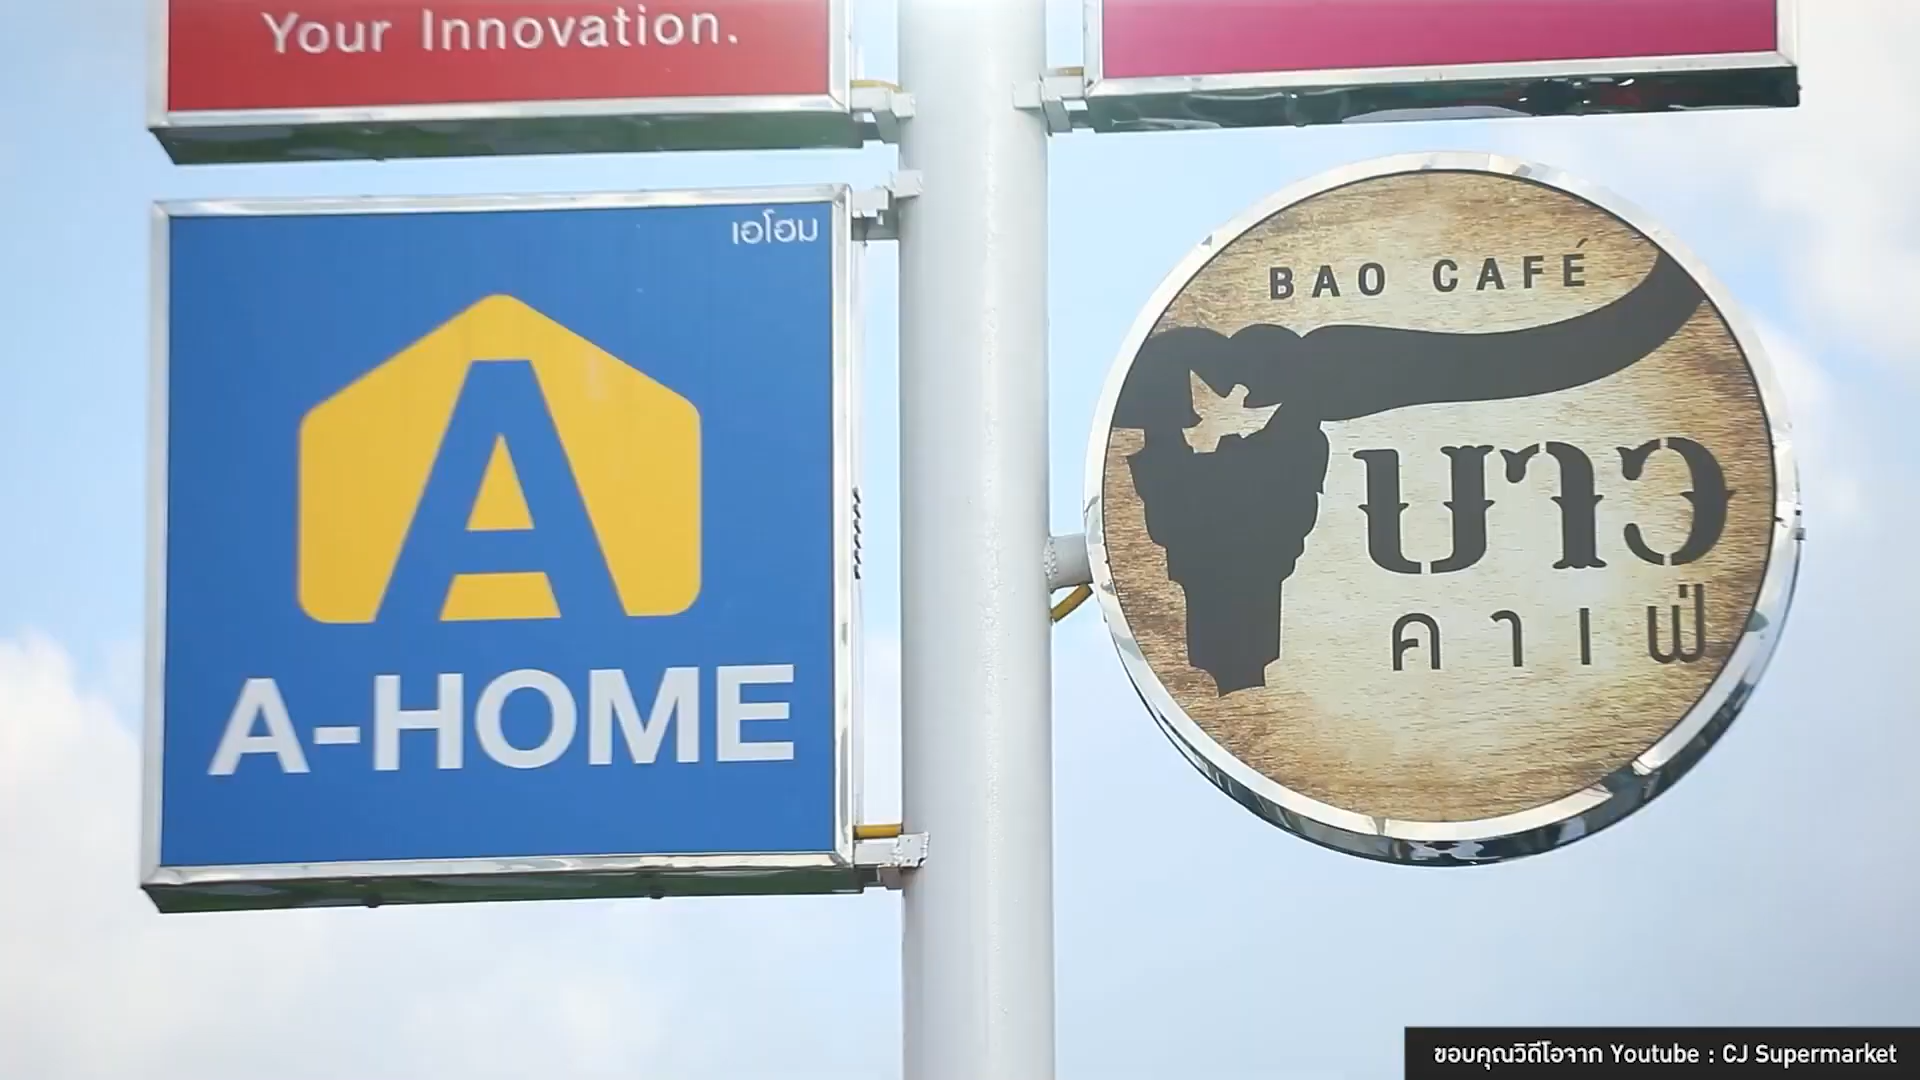 Your Innovation.
เอโฮม
A
A-HOME
BAO CAFÉ
บาว
คาเฟ่
ขอบคุณวิดีโอจาก Youtube : CJ Supermarket